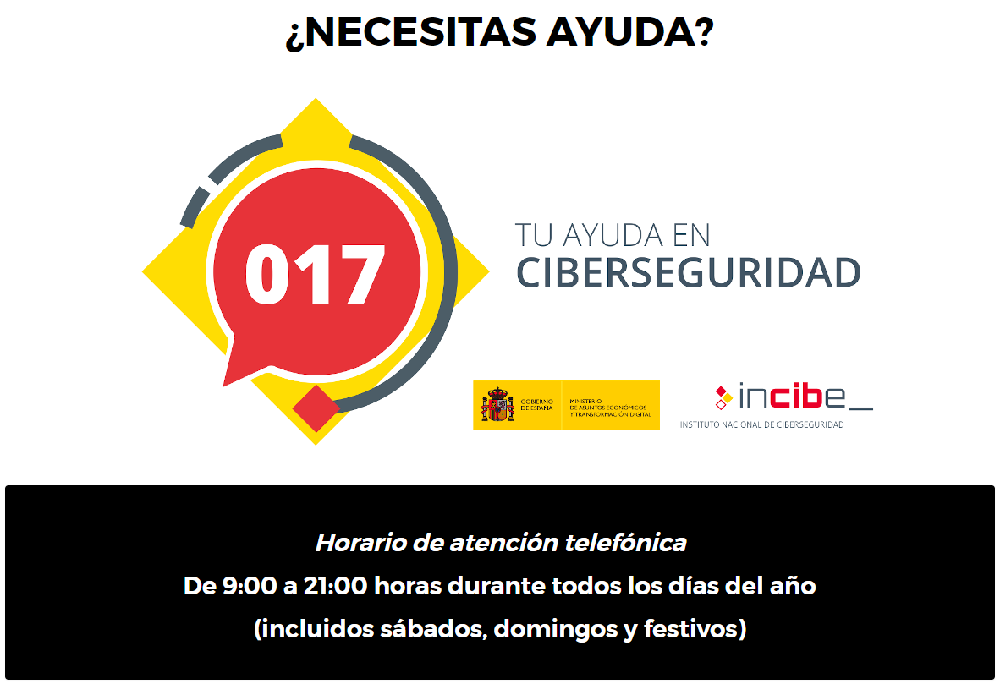 ¿NECESITAS AYUDA?
017
TU AYUDA EN
CIBERSEGURIDAD
GOBIERNO
DE ESPAÑA
MINISTERIO
DE ASUNTOS ECONÓMICOS
Y TRANSFORMACIÓN DIGITAL
incibe_
INSTITUTO NACIONAL DE CIBERSEGURIDAD
Horario de atención telefónica
De 9:00 a 21:00 horas durante todos los días del año
(incluidos sábados, domingos y festivos)